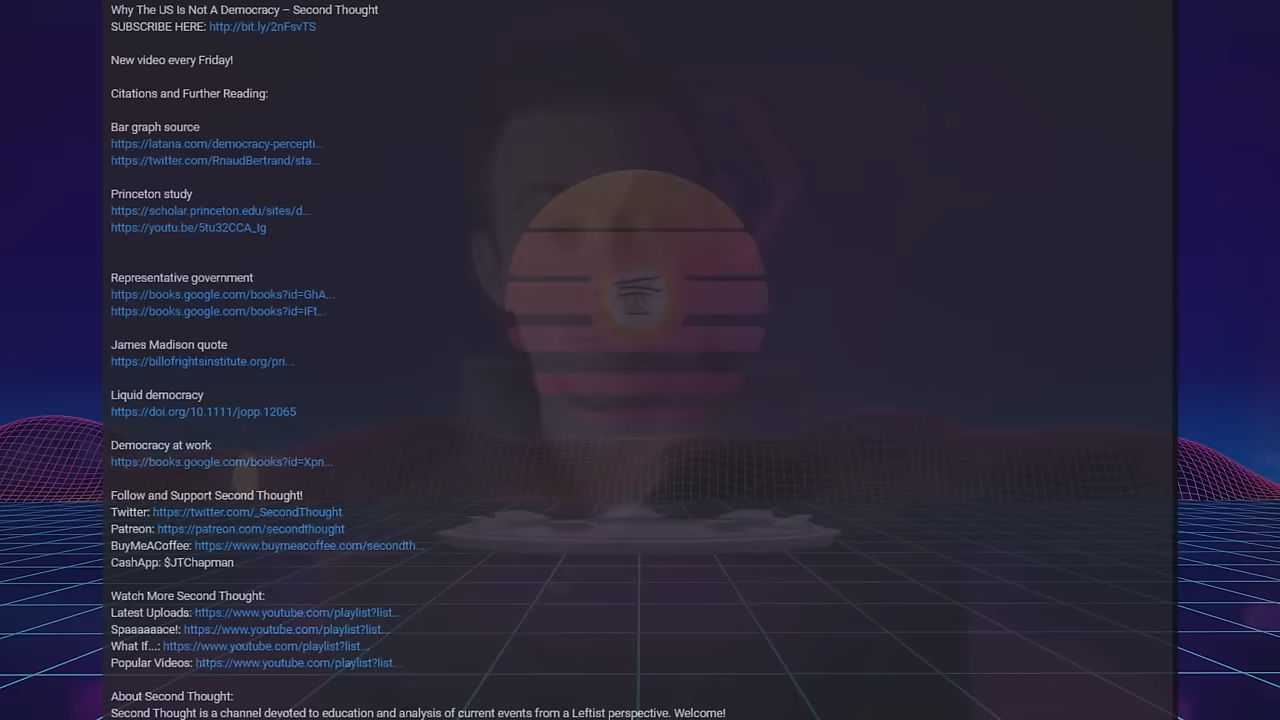 Why The US Is Not A Democracy – Second Thought
SUBSCRIBE HERE: http://bit.ly/2nFsvTS
New video every Friday!
Citations and Further Reading:
Bar graph source
https://latana.com/democracy-percepti...
https://twitter.com/RnaudBertrand/sta...
Princeton study
https://scholar.princeton.edu/sites/d...
https://youtu.be/5tu32CCA_Ig
Representative government
https://books.google.com/books?id=GhA...
https://books.google.com/books?id=IFt...
James Madison quote
https://billofrightsinstitute.org/pri...
Liquid democracy
https://doi.org/10.1111/jopp.12065
Democracy at work
https://books.google.com/books?id=Xpn...
Follow and Support Second Thought!
Twitter: https://twitter.com/_SecondThought
Patreon: https://patreon.com/secondthought
BuyMeACoffee: https://www.buymeacoffee.com/secondth...
CashApp: $JTChapman
Watch More Second Thought:
Latest Uploads: https://www.youtube.com/playlist?list...
Spaaaaaace!: https://www.youtube.com/playlist?list...
What If...: https://www.youtube.com/playlist?list...
Popular Videos: https://www.youtube.com/playlist?list...
About Second Thought:
Second Thought is a channel devoted to education and analysis of current events from a Leftist perspective. Welcome!